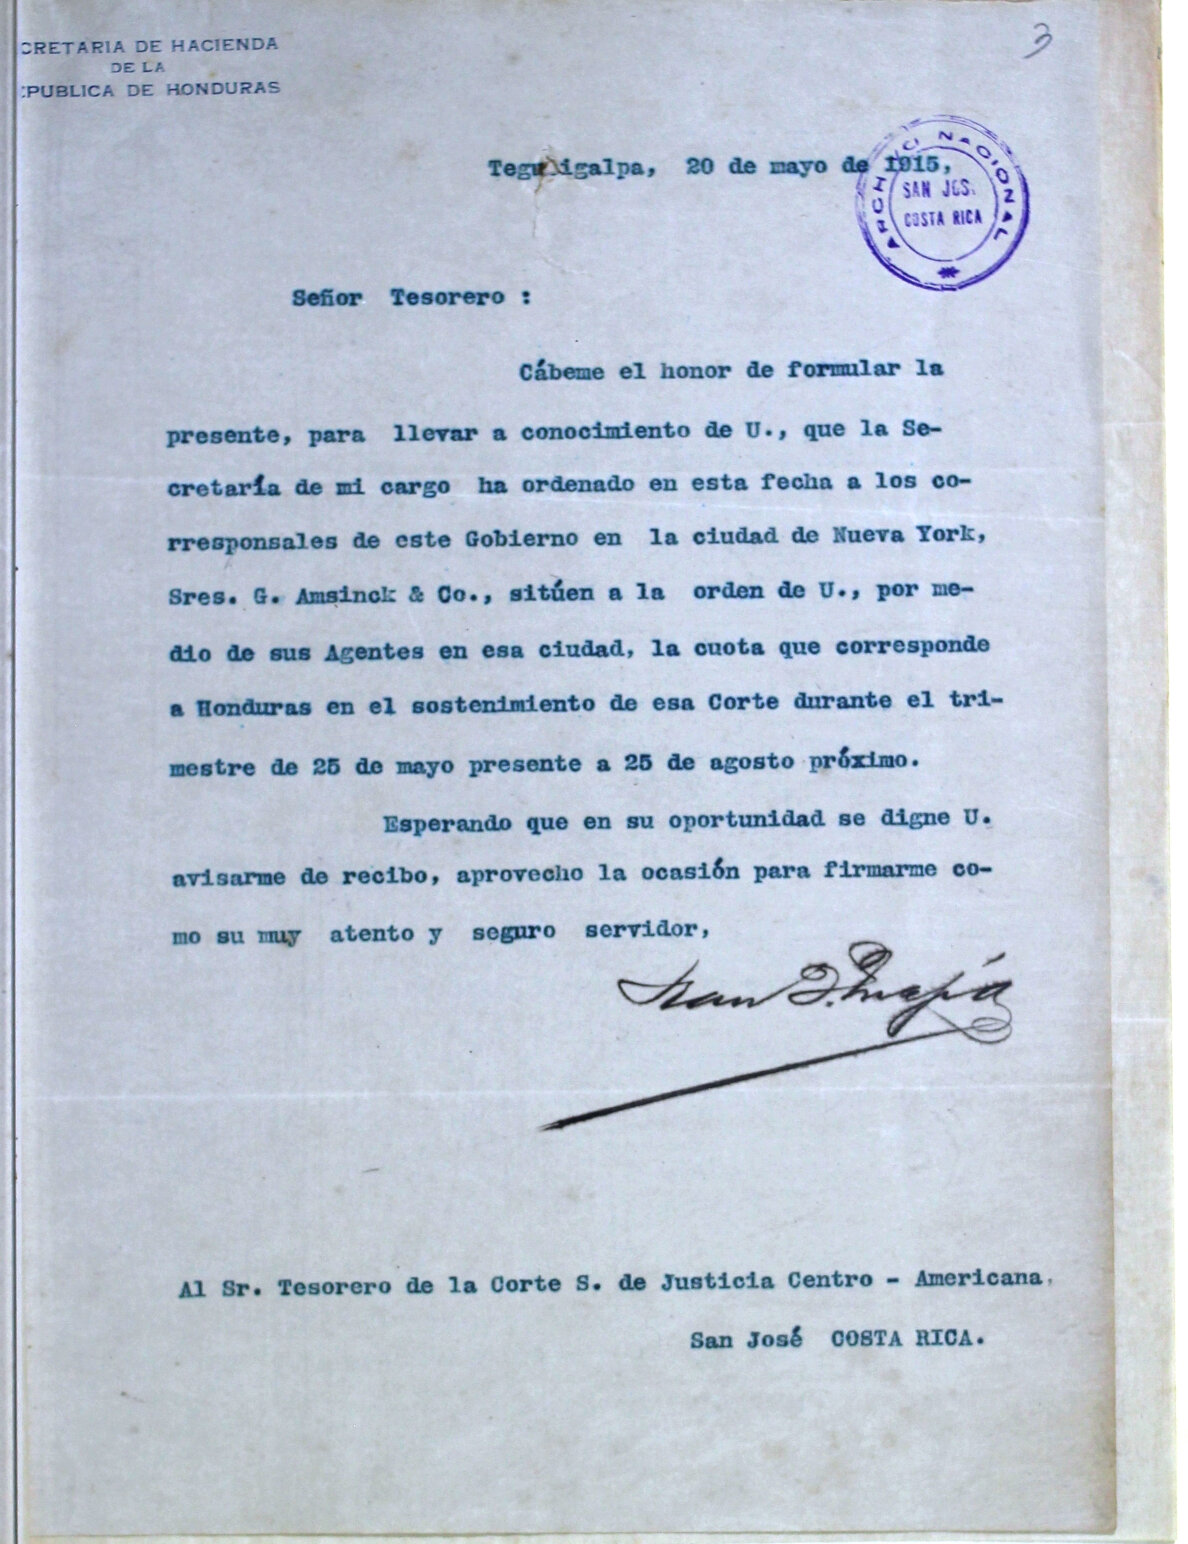 CRETARIA DE HACIENDA
DE LA
PUBLICA DE HONDURAS
3
Tegucigalpa, 20 de mayo de 1915,
ARCHIVO NACIONAL
SAN JOS.
COSTA RICA
Señor Tesorero :
Cábeme el honor de formular la
presente, para llevar a conocimiento de U., que la Se-
cretaría de mi cargo ha ordenado en esta fecha a los co-
rresponsales de este Gobierno en la ciudad de Nueva York,
Sres. G. Amsinck & Co., sitúen a la orden de U., por me-
dio de sus Agentes en esa ciudad, la cuota que corresponde
a Honduras en el sostenimiento de esa Corte durante el tri-
mestre de 25 de mayo presente a 25 de agosto próximo.
Esperando que en su oportunidad se digne U.
avisarme de recibo, aprovecho la ocasión para firmarme co-
mo su muy atento y seguro servidor,
Al Sr. Tesorero de la Corte S. de Justicia Centro - Americana,
San José COSTA RICA.